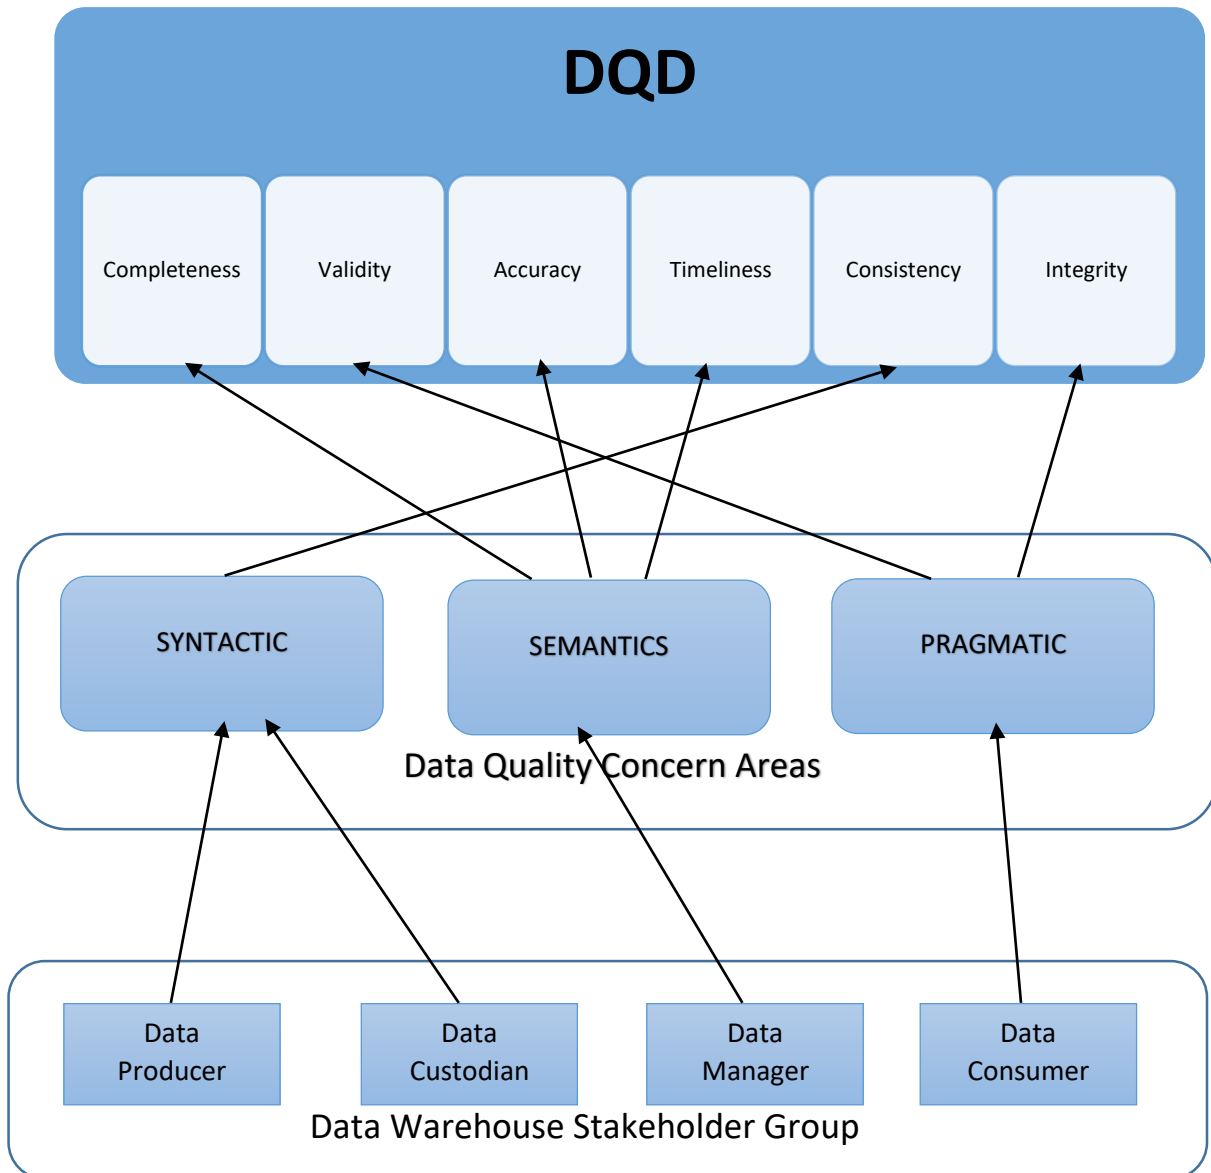 DQD
Completeness
Validity
Accuracy
Timeliness
Consistency
Integrity
SYNTACTIC
SEMANTICS
PRAGMATIC
Data Quality Concern Areas
Data
Producer
Data
Custodian
Data
Manager
Data
Consumer
Data Warehouse Stakeholder Group